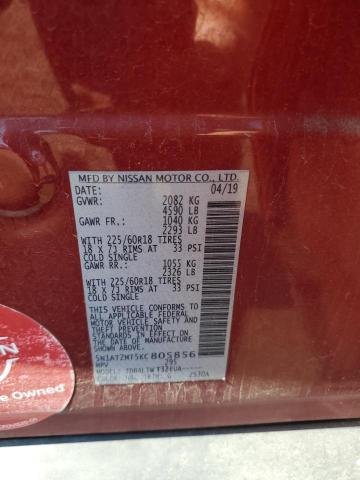 MFD BY NISSAN MOTOR CO., LTD.
DATE: 04/19
GVWR: 2082 KG
4590 LB
GAWR FR.: 1040 KG
2293 LB
WITH 225/60R18 TIRES
18 X 7J RIMS AT 33 PSI
COLD SINGLE
GAWR RR.: 1055 KG
2326 LB
WITH 225/60R18 TIRES
18 X 7J RIMS AT 33 PSI
COLD SINGLE
THIS VEHICLE CONFORMS TO
ALL APPLICABLE FEDERAL
MOTOR VEHICLE SAFETY AND
THEFT PREVENTION STANDARDS
IN EFFECT ON THE DATE OF
MANUFACTURE SHOWN ABOVE.
5N1AT2MT5KC805856
MPV
TRIM: G
e Owned